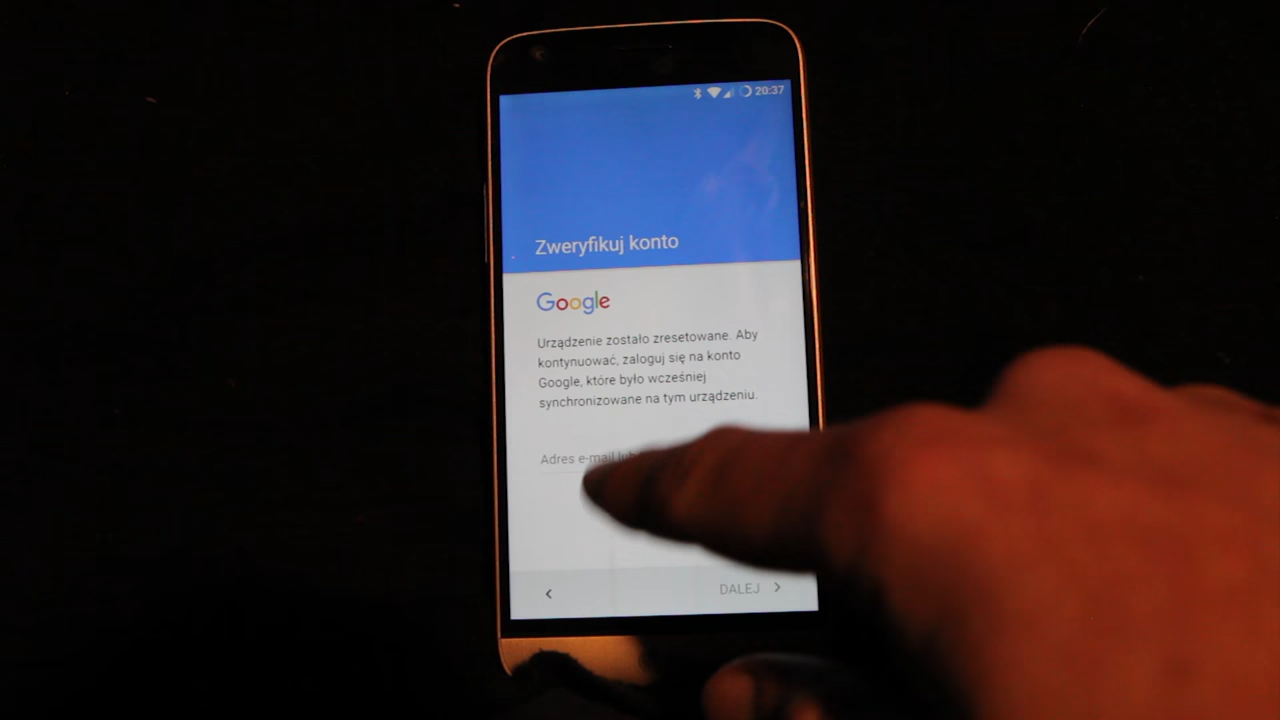 20:37
Zweryfikuj konto
Google
Urządzenie zostało zresetowane. Aby
kontynuować, zaloguj się na konto
Google, które było wcześniej
synchronizowane na tym urządzeniu.
Adres e-mail lub
DALEJ